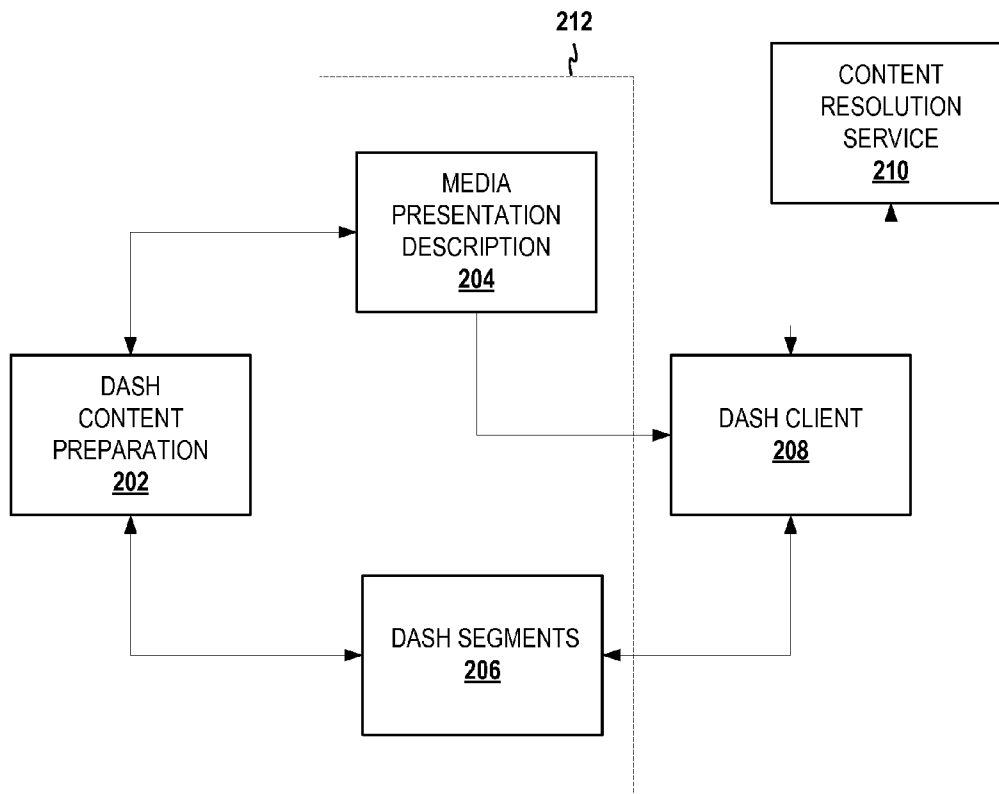 212
CONTENT
RESOLUTION
SERVICE
210
MEDIA
PRESENTATION
DESCRIPTION
204
DASH
CONTENT
PREPARATION
202
DASH CLIENT
208
DASH SEGMENTS
206